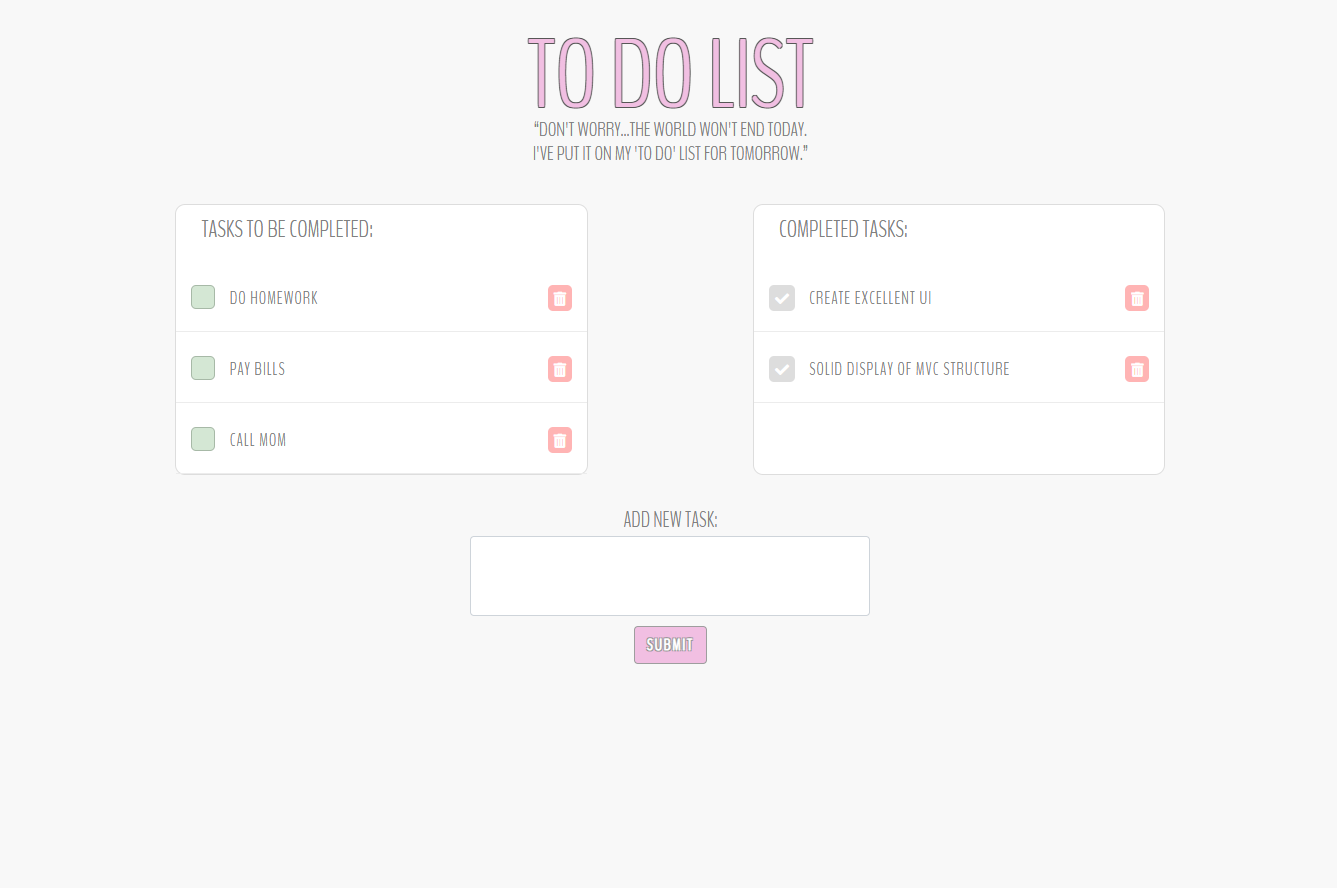 TO DO LIST
“DON'T WORRY...THE WORLD WON'T END TODAY.
I'VE PUT IT ON MY 'TO DO' LIST FOR TOMORROW.”
TASKS TO BE COMPLETED:
DO HOMEWORK
PAY BILLS
CALL MOM
COMPLETED TASKS:
CREATE EXCELLENT UI
SOLID DISPLAY OF MVC STRUCTURE
ADD NEW TASK:
SUBMIT